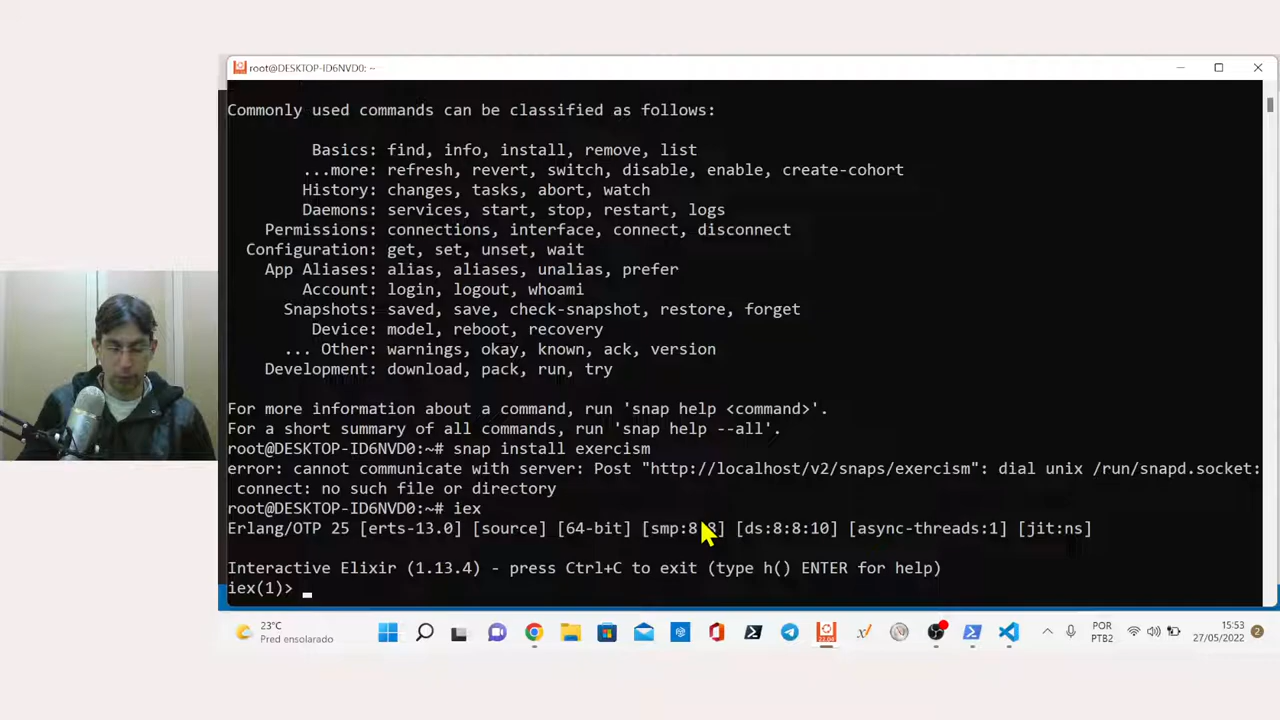 root@DESKTOP-ID6NVD0: ~
Commonly used commands can be classified as follows:
Basics: find, info, install, remove, list
...more: refresh, revert, switch, disable, enable, create-cohort
History: changes, tasks, abort, watch
Daemons: services, start, stop, restart, logs
Permissions: connections, interface, connect, disconnect
Configuration: get, set, unset, wait
App Aliases: alias, aliases, unalias, prefer
Account: login, logout, whoami
Snapshots: saved, save, check-snapshot, restore, forget
Device: model, reboot, recovery
... Other: warnings, okay, known, ack, version
Development: download, pack, run, try
For more information about a command, run 'snap help <command>'.
For a short summary of all commands, run 'snap help --all'.
root@DESKTOP-ID6NVD0:~# snap install exercism
error: cannot communicate with server: Post "http://localhost/v2/snaps/exercism": dial unix /run/snapd.socket:
connect: no such file or directory
root@DESKTOP-ID6NVD0:~# iex
Erlang/OTP 25 [erts-13.0] [source] [64-bit] [smp:8:8] [ds:8:8:10] [async-threads:1] [jit:ns]
Interactive Elixir (1.13.4) - press Ctrl+C to exit (type h() ENTER for help)
iex(1)>
23°C
Pred ensolarado
22.04
POR
PTB2
15:53
27/05/2022
2